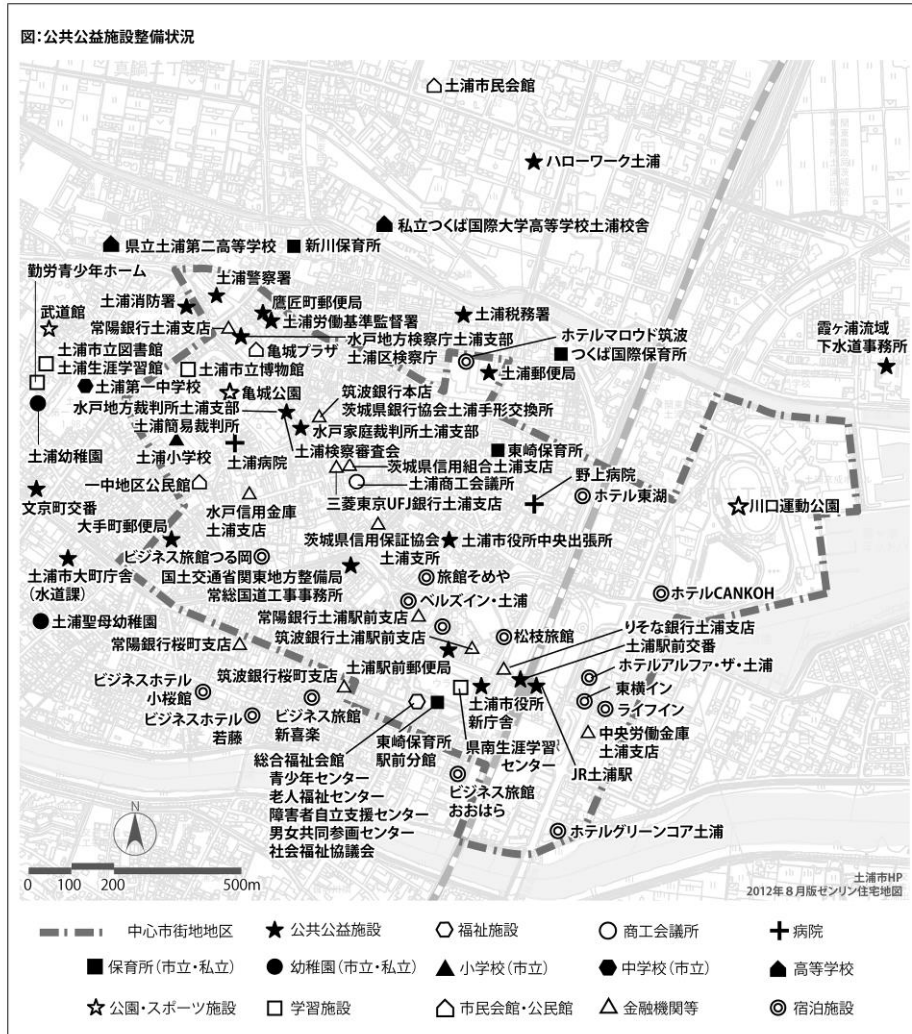 図：公共公益施設整備状況
土浦市民会館
ハローワーク土浦
私立つくば国際大学高等学校土浦校舎
県立土浦第二高等学校
新川保育所
勤労青少年ホーム
土浦警察署
土浦消防署
鷹匠町郵便局
武道館
土浦労働基準監督署
土浦税務署
常陽銀行土浦支店
水戸地方検察庁土浦支部
土浦区検察庁
ホテルマロウド筑波
霞ヶ浦流域
下水道事務所
亀城プラザ
つくば国際保育所
土浦市立図書館
土浦生涯学習館
土浦市立博物館
土浦郵便局
土浦第一中学校
亀城公園
筑波銀行本店
茨城県銀行協会土浦手形交換所
水戸地方裁判所土浦支部
土浦簡易裁判所
水戸家庭裁判所土浦支部
土浦幼稚園
土浦小学校
土浦病院
土浦検察審査会
東崎保育所
茨城県信用組合土浦支店
野上病院
一中地区公民館
土浦商工会議所
ホテル東湖
文京町交番
水戸信用金庫
土浦支店
三菱東京UFJ銀行土浦支店
川口運動公園
大手町郵便局
茨城県信用保証協会
土浦支所
土浦市役所中央出張所
ビジネス旅館つる岡
土浦市大町庁舎
（水道課）
国土交通省関東地方整備局
常総国道工事事務所
旅館そめや
ホテルCANKOH
ベルズイン・土浦
土浦聖母幼稚園
常陽銀行土浦駅前支店
りそな銀行土浦支店
常陽銀行桜町支店
筑波銀行土浦駅前支店
松枝旅館
土浦駅前交番
土浦駅前郵便局
ホテルアルファ・ザ・土浦
ビジネスホテル
小桜館
筑波銀行桜町支店
東横イン
ビジネスホテル
若藤
ビジネス旅館
新喜楽
土浦市役所
新庁舎
ライフイン
中央労働金庫
土浦支店
総合福祉会館
青少年センター
老人福祉センター
障害者自立支援センター
男女共同参画センター
社会福祉協議会
東崎保育所
駅前分館
県南生涯学習
センター
JR土浦駅
ビジネス旅館
おおはら
ホテルグリーンコア土浦
N
0 100 200 500m
土浦市HP
2012年８月版ゼンリン住宅地図
中心市街地地区
公共公益施設
福祉施設
商工会議所
病院
保育所（市立・私立）
幼稚園（市立・私立）
小学校（市立）
中学校（市立）
高等学校
公園・スポーツ施設
学習施設
市民会館・公民館
金融機関等
宿泊施設